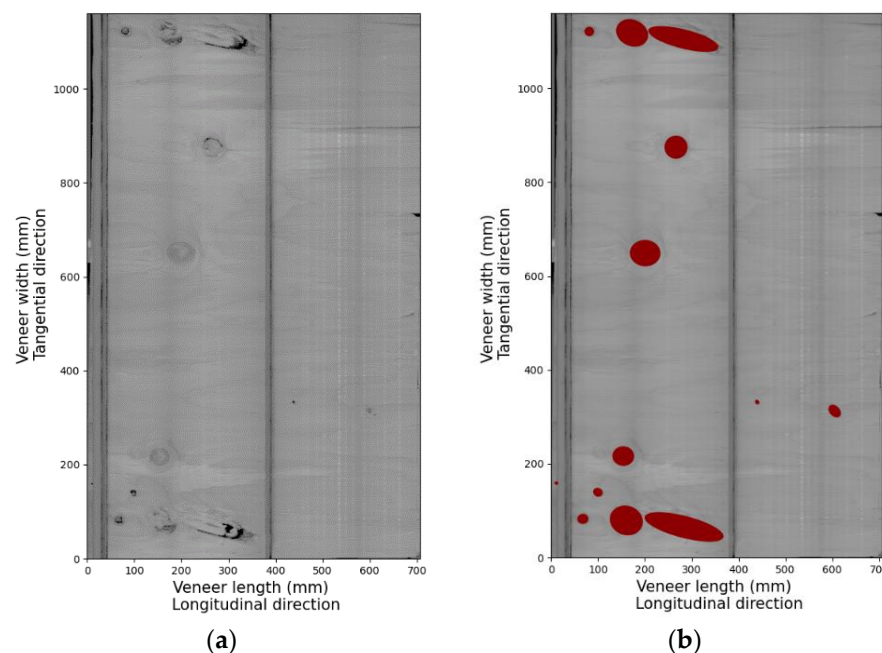 1000
800
600
400
200
0
Veneer width (mm)
Tangential direction
0 100 200 300 400 500 600 700
Veneer length (mm)
Longitudinal direction
(a)
1000
800
600
400
200
0
Veneer width (mm)
Tangential direction
0 100 200 300 400 500 600 700
Veneer length (mm)
Longitudinal direction
(b)